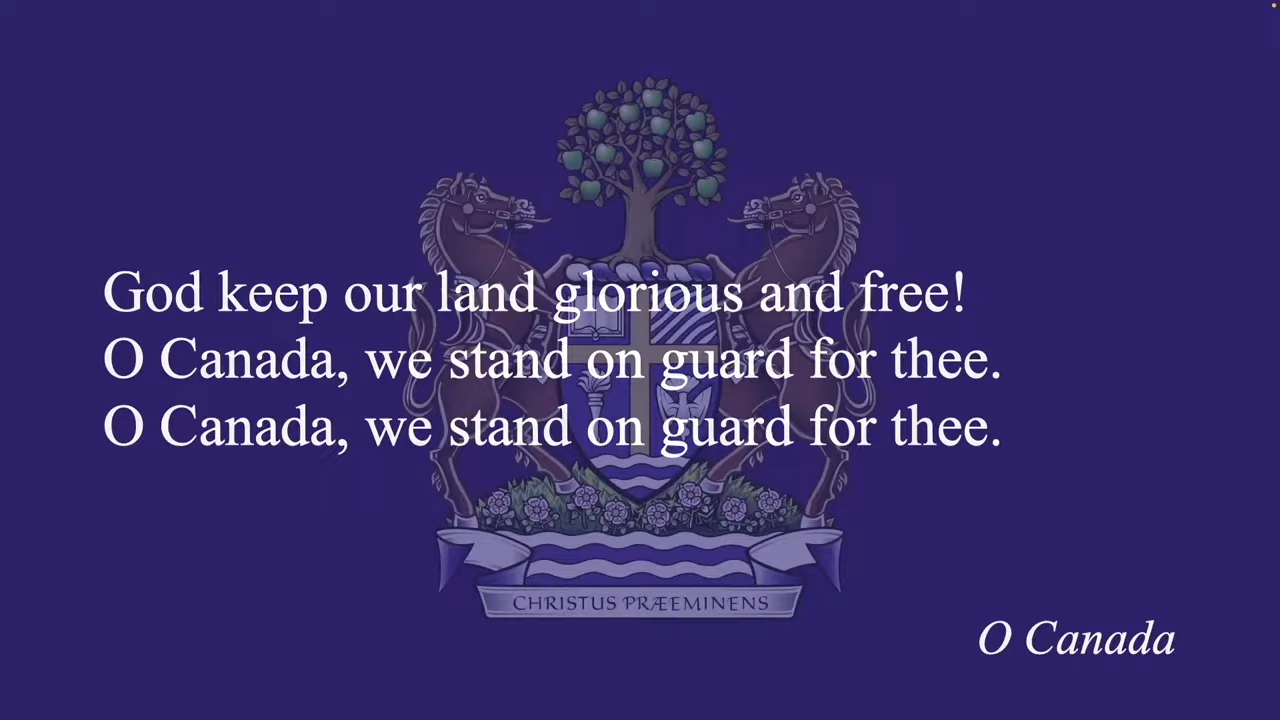 God keep our land glorious and free!
O Canada, we stand on guard for thee.
O Canada, we stand on guard for thee.
CHRISTUS PRÆEMINENS
O Canada